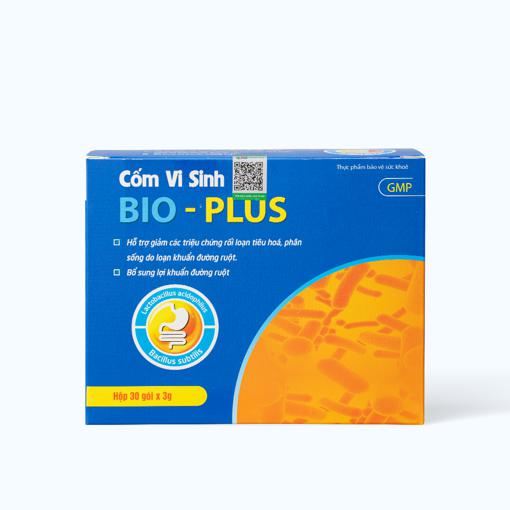 Thực phẩm bảo vệ sức khoẻ
GMP
Cốm Vi Sinh
BIO - PLUS
Hỗ trợ giảm các triệu chứng rối loạn tiêu hoá, phân
sống do loạn khuẩn đường ruột.
Bổ sung lợi khuẩn đường ruột
Lactobacillus acidophilus
Bacillus subtilis
Hộp 30 gói x 3g